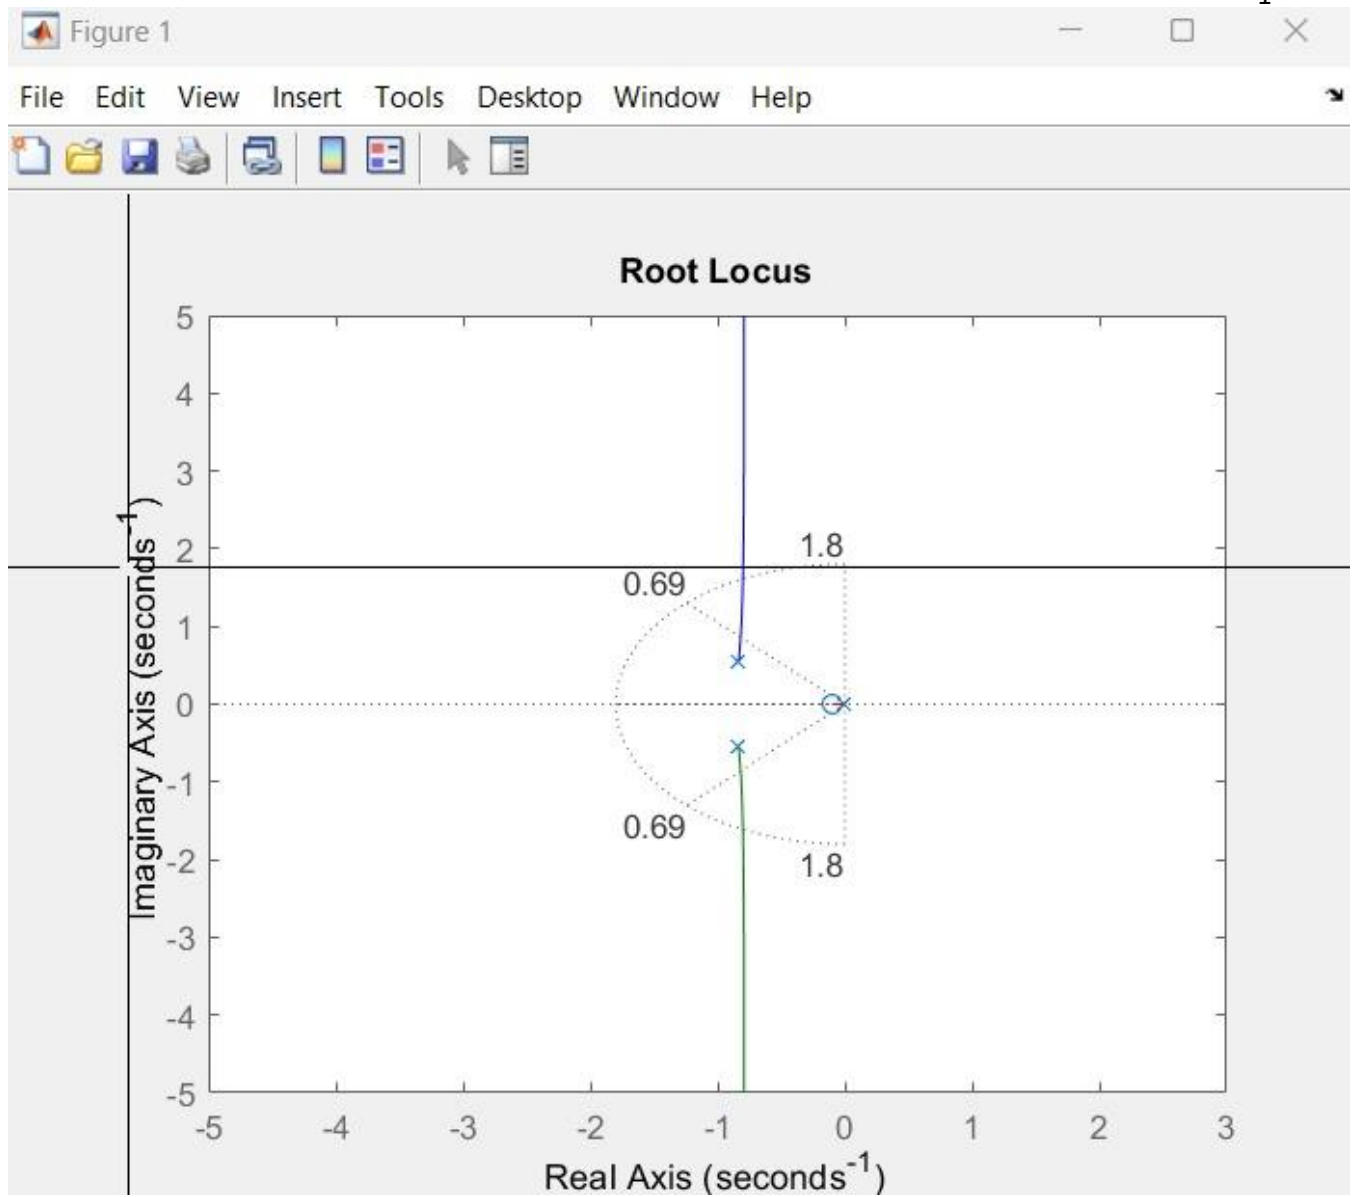 1
Figure 1
File Edit View Insert Tools Desktop Window Help
Root Locus
5
4
3
2
1
0
-1
-2
-3
-4
-5
Imaginary Axis (seconds⁻¹)
1.8
0.69
0.69
1.8
-5 -4 -3 -2 -1 0 1 2 3
Real Axis (seconds⁻¹)